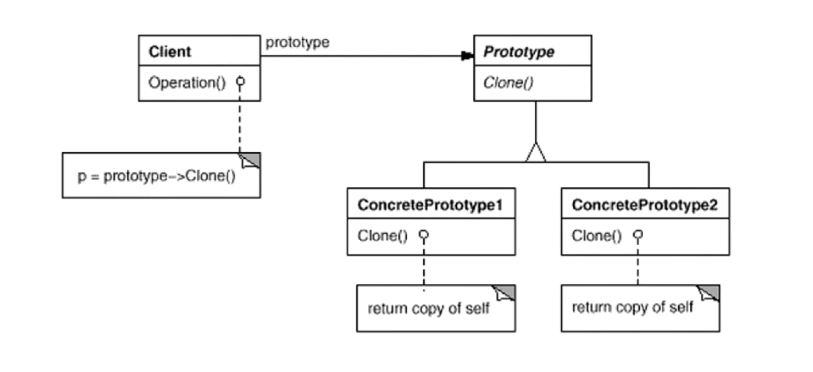 Client
prototype
Prototype
Operation()
Clone()
p = prototype–>Clone()
ConcretePrototype1
ConcretePrototype2
Clone()
Clone()
return copy of self
return copy of self